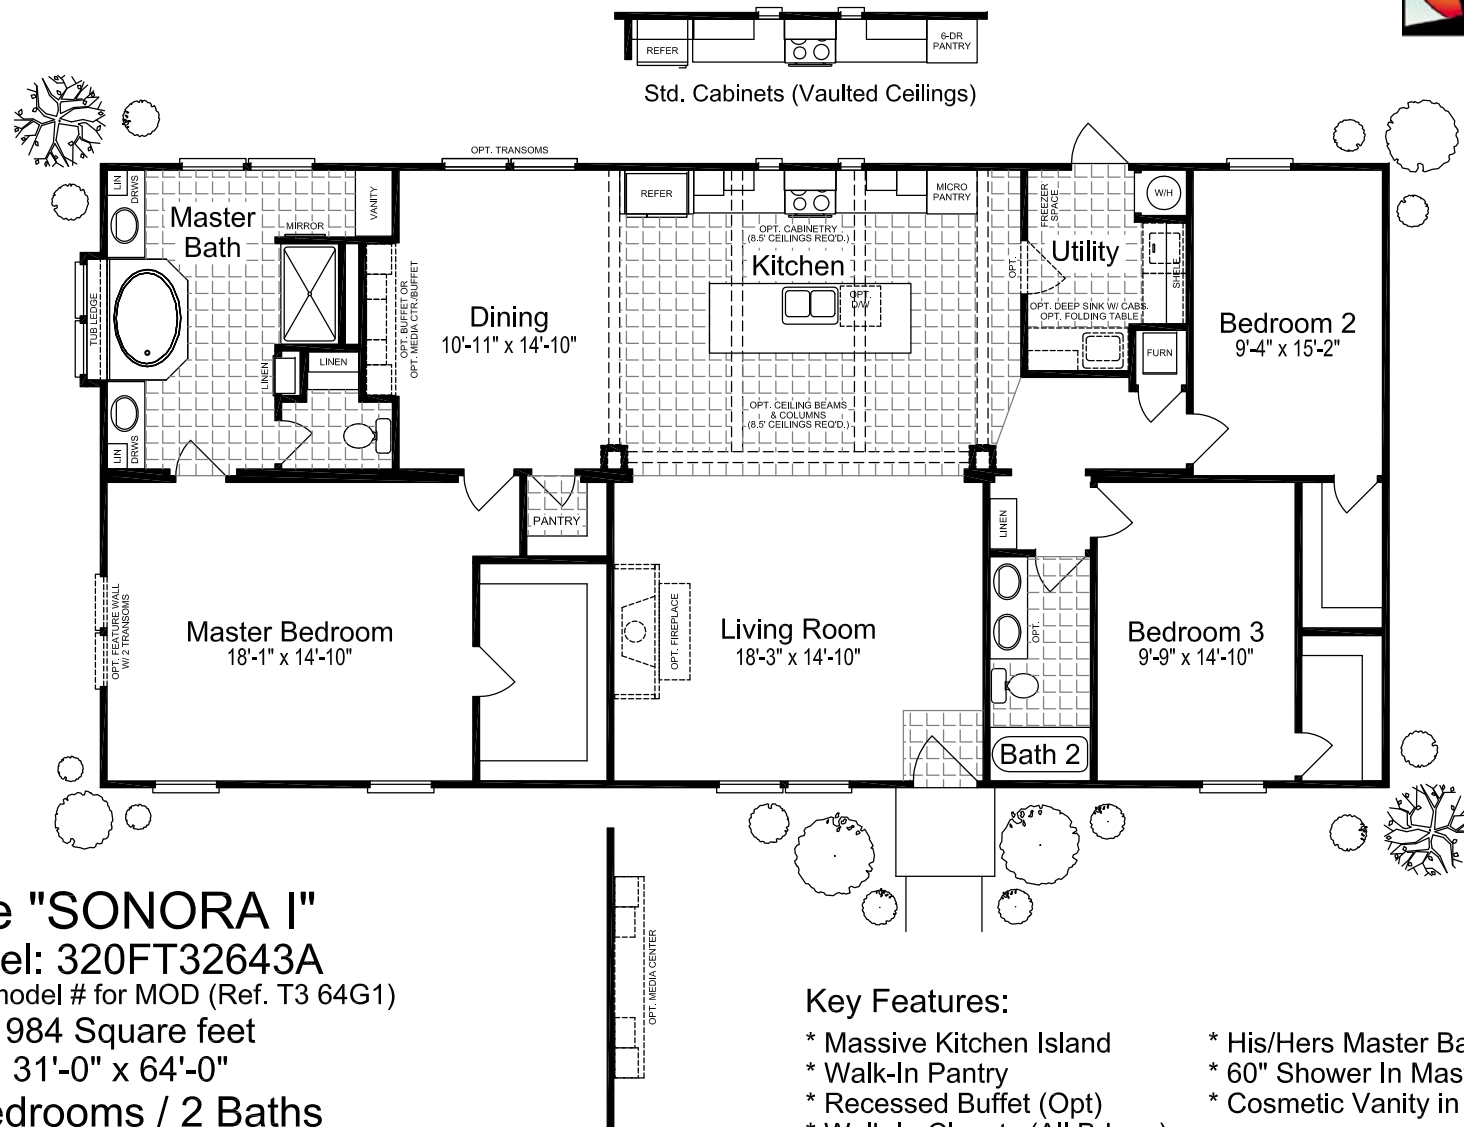 6-DR
PANTRY
REFER
Std. Cabinets (Vaulted Ceilings)
OPT. TRANSOMS
LIN
DRWS
Master
Bath
MIRROR
VANITY
TUB LEDGE
LINEN
LINEN
LIN
DRWS
OPT. BUFFET OR
OPT. MEDIA CTR./BUFFET
Dining
10'-11" x 14'-10"
REFER
MICRO
PANTRY
OPT. CABINETRY
(8.5' CEILINGS REQ'D.)
Kitchen
OPT.
D/W
OPT. CEILING BEAMS
& COLUMNS
(8.5' CEILINGS REQ'D.)
FREEZER
SPACE
W/H
Utility
OPT.
SHELF
OPT. DEEP SINK W/ CABS.
OPT. FOLDING TABLE
FURN
Bedroom 2
9'-4" x 15'-2"
PANTRY
LINEN
OPT. FEATURE WALL
W/ 2 TRANSOMS
Master Bedroom
18'-1" x 14'-10"
OPT. FIREPLACE
Living Room
18'-3" x 14'-10"
OPT.
Bath 2
Bedroom 3
9'-9" x 14'-10"
"SONORA I"
320FT32643A
model # for MOD (Ref. T3 64G1)
984 Square feet
31'-0" x 64'-0"
edrooms / 2 Baths
OPT. MEDIA CENTER
Key Features:
* Massive Kitchen Island
* Walk-In Pantry
* Recessed Buffet (Opt)
* His/Hers Master Ba
* 60" Shower In Mas
* Cosmetic Vanity in